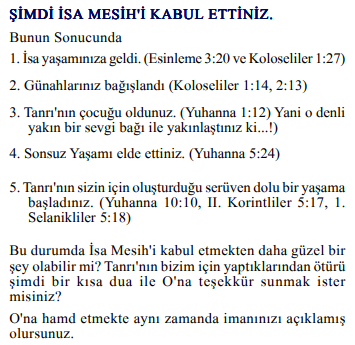 ŞİMDİ İSA MESİH'İ KABUL ETTİNİZ.
Bunun Sonucunda
1. İsa yaşamınıza geldi. (Esinleme 3:20 ve Koloseliler 1:27)
2. Günahlarınız bağışlandı (Koloseliler 1:14, 2:13)
3. Tanrı'nın çocuğu oldunuz. (Yuhanna 1:12) Yani o denli
yakın bir sevgi bağı ile yakınlaştınız ki...!)
4. Sonsuz Yaşamı elde ettiniz. (Yuhanna 5:24)
5. Tanrı'nın sizin için oluşturduğu serüven dolu bir yaşama
başladınız. (Yuhanna 10:10, II. Korintliler 5:17, 1.
Selanikliler 5:18)
Bu durumda İsa Mesih'i kabul etmekten daha güzel bir
şey olabilir mi? Tanrı'nın bizim için yaptıklarından ötürü
şimdi bir kısa dua ile O'na teşekkür sunmak ister
misiniz?
O'na hamd etmekte aynı zamanda imanınızı açıklamış
olursunuz.